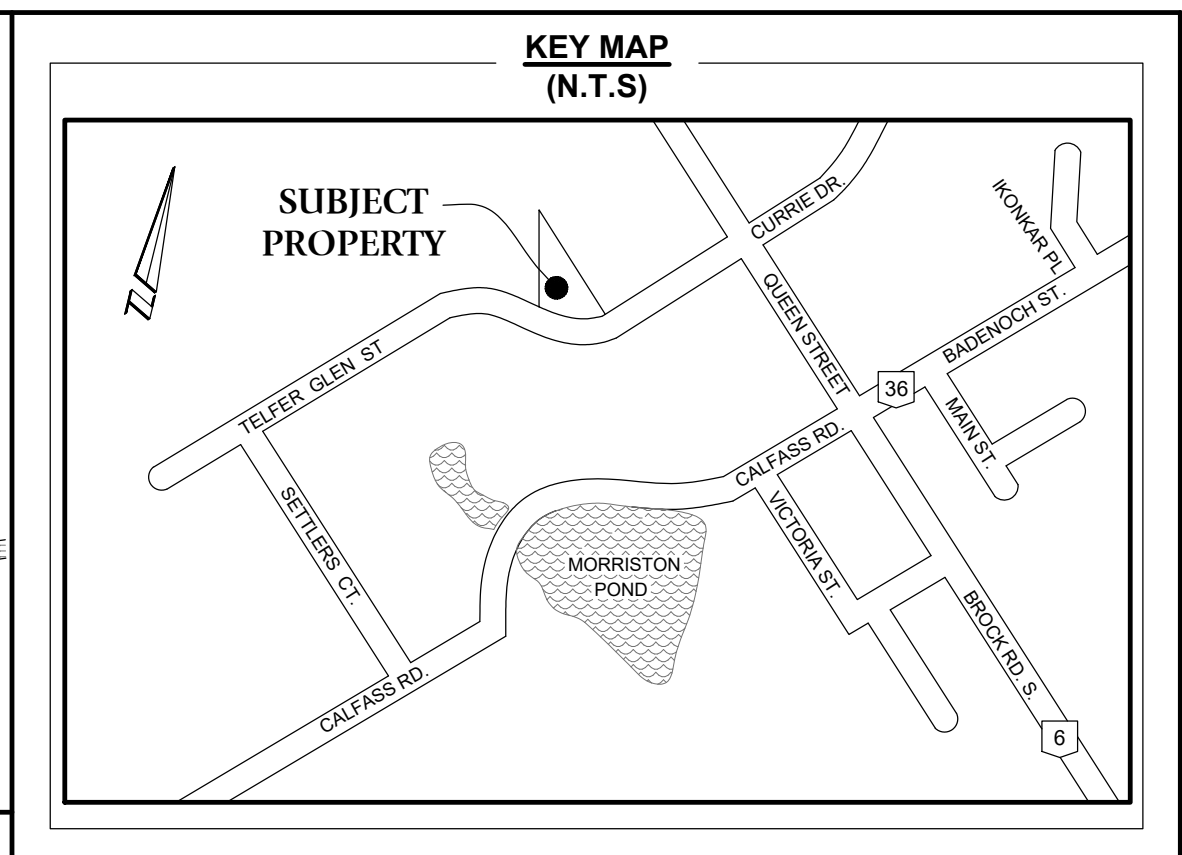 KEY MAP
(N.T.S)
SUBJECT
PROPERTY
CURRIE DR.
IKONKAR PL
QUEEN STREET
BADENOCH ST.
36
TELFER GLEN ST
MAIN ST.
CALFASS RD.
SETTLERS CT.
VICTORIA ST.
MORRISTON
POND
BROCK RD. S.
CALFASS RD.
6